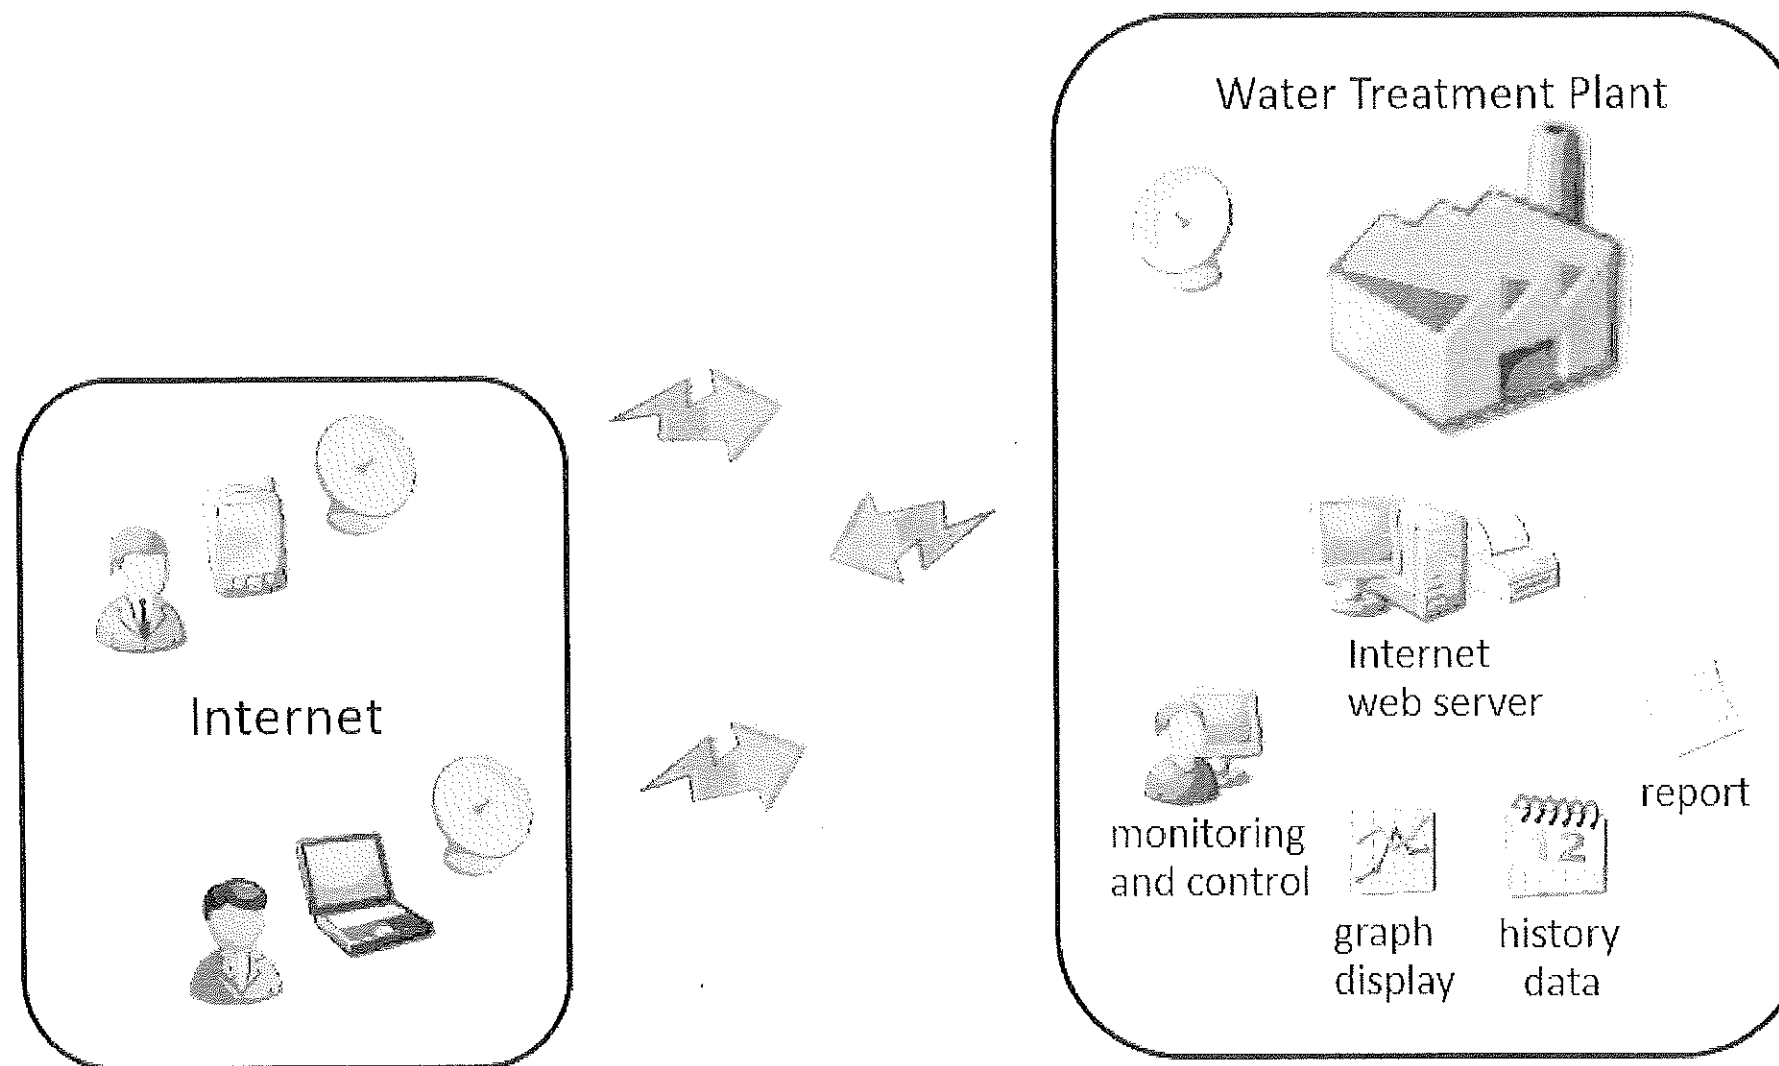 Water Treatment Plant
Internet
Internet
web server
monitoring
and control
report
12
graph
display
history
data